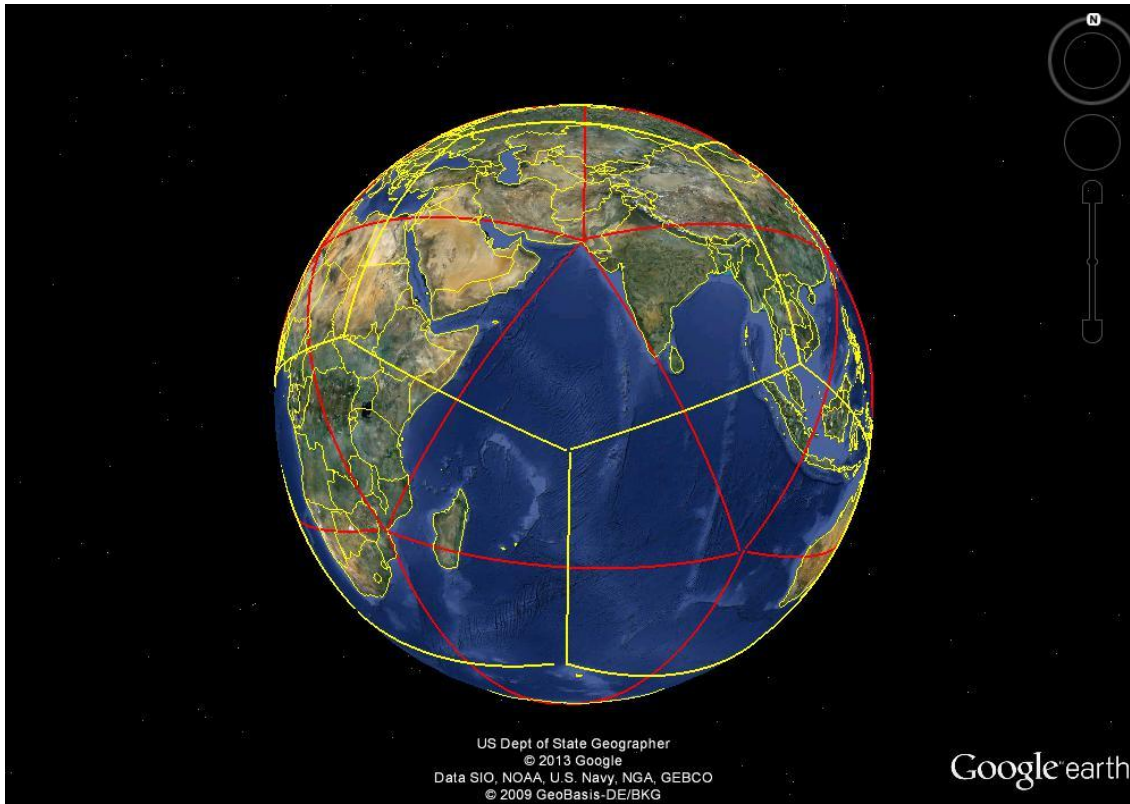 N
US Dept of State Geographer
© 2013 Google
Data SIO, NOAA, U.S. Navy, NGA, GEBCO
© 2009 GeoBasis-DE/BKG
Google earth